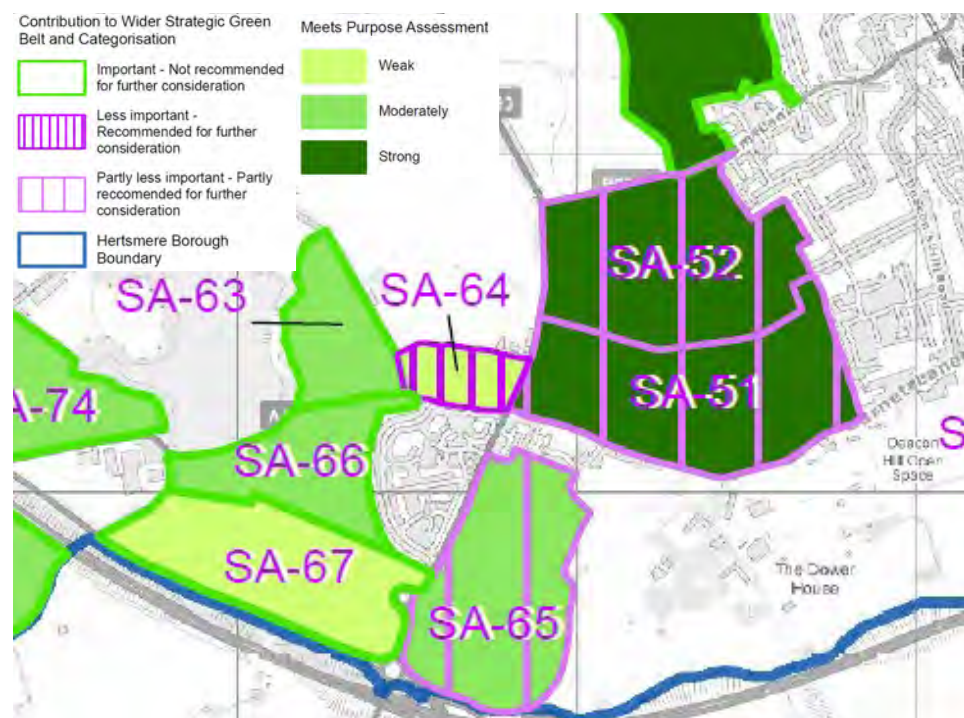 Contribution to Wider Strategic Green
Belt and Categorisation
Important - Not recommended
for further consideration
Less important -
Recommended for further
consideration
Partly less important - Partly
reccomended for further
consideration
Hertsmere Borough
Boundary
Meets Purpose Assessment
Weak
Moderately
Strong
SA-52
SA-63
SA-64
SA-51
A-74
SA-66
S
Deacon
Hill Open
Space
SA-67
The Dower
House
SA-65